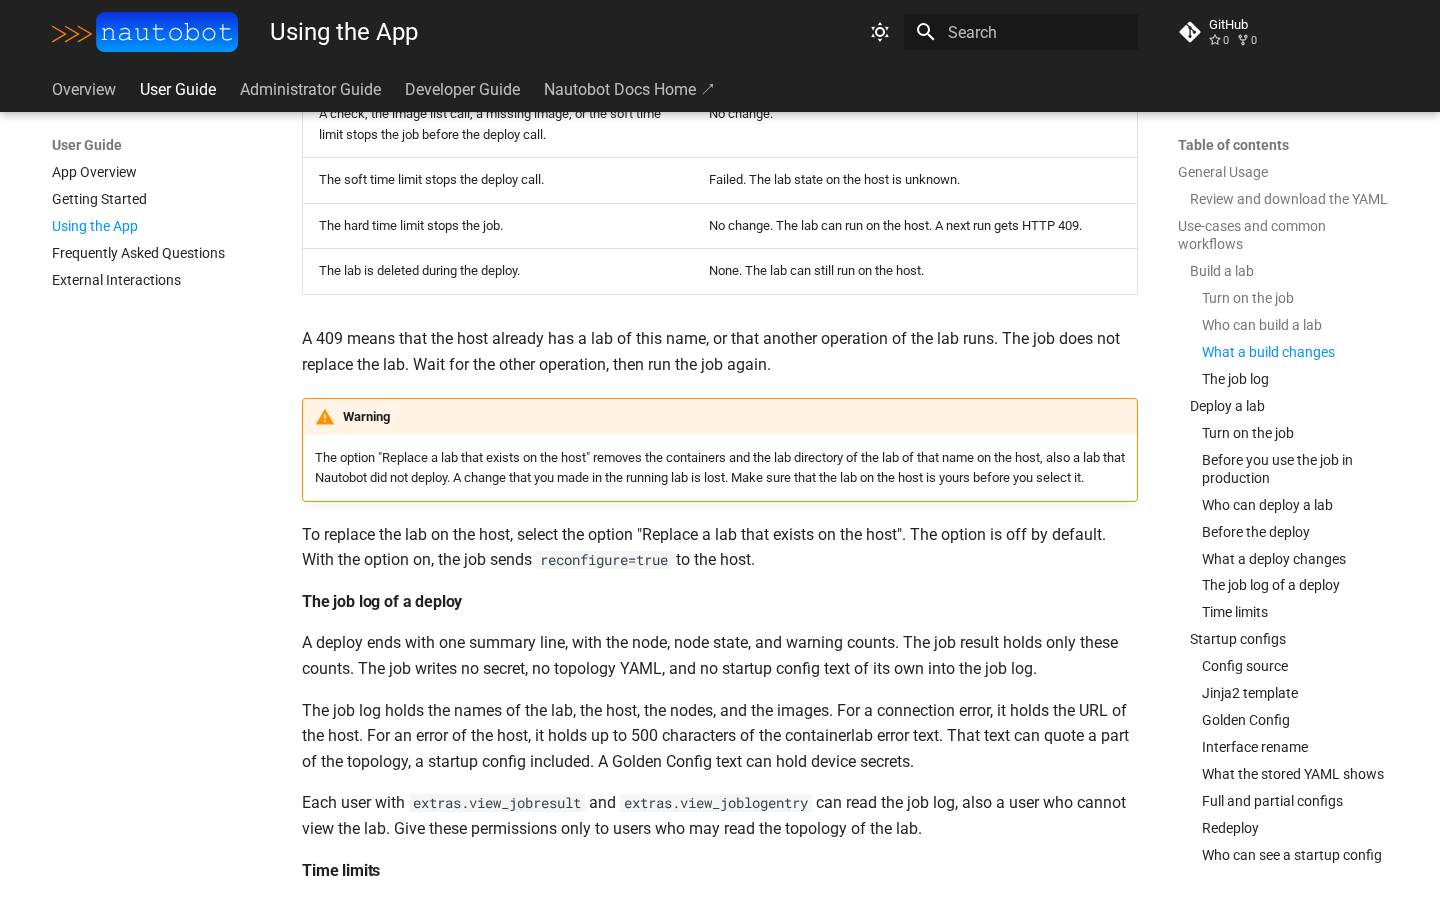 >>> nautobot
Using the App
Search
GitHub
0 0
Overview
User Guide
Administrator Guide
Developer Guide
Nautobot Docs Home ↗
User Guide
App Overview
Getting Started
Using the App
Frequently Asked Questions
External Interactions
A check, the image list call, a missing image, or the soft time
limit stops the job before the deploy call.
No change.
The soft time limit stops the deploy call.
Failed. The lab state on the host is unknown.
The hard time limit stops the job.
No change. The lab can run on the host. A next run gets HTTP 409.
The lab is deleted during the deploy.
None. The lab can still run on the host.
A 409 means that the host already has a lab of this name, or that another operation of the lab runs. The job does not
replace the lab. Wait for the other operation, then run the job again.
Warning
The option "Replace a lab that exists on the host" removes the containers and the lab directory of the lab of that name on the host, also a lab that
Nautobot did not deploy. A change that you made in the running lab is lost. Make sure that the lab on the host is yours before you select it.
To replace the lab on the host, select the option "Replace a lab that exists on the host". The option is off by default.
With the option on, the job sends reconfigure=true to the host.
The job log of a deploy
A deploy ends with one summary line, with the node, node state, and warning counts. The job result holds only these
counts. The job writes no secret, no topology YAML, and no startup config text of its own into the job log.
The job log holds the names of the lab, the host, the nodes, and the images. For a connection error, it holds the URL of
the host. For an error of the host, it holds up to 500 characters of the containerlab error text. That text can quote a part
of the topology, a startup config included. A Golden Config text can hold device secrets.
Each user with extras.view_jobresult and extras.view_joblogentry can read the job log, also a user who cannot
view the lab. Give these permissions only to users who may read the topology of the lab.
Time limits
Table of contents
General Usage
Review and download the YAML
Use-cases and common
workflows
Build a lab
Turn on the job
Who can build a lab
What a build changes
The job log
Deploy a lab
Turn on the job
Before you use the job in
production
Who can deploy a lab
Before the deploy
What a deploy changes
The job log of a deploy
Time limits
Startup configs
Config source
Jinja2 template
Golden Config
Interface rename
What the stored YAML shows
Full and partial configs
Redeploy
Who can see a startup config